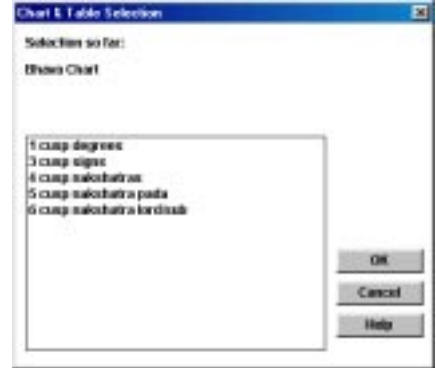 Chart & Table Selection
Selection so far:
Bhava Chart
1 cusp degrees
3 cusp signs
4 cusp nakshatras
5 cusp nakshatra pada
6 cusp nakshatra lord/sub
OK
Cancel
Help